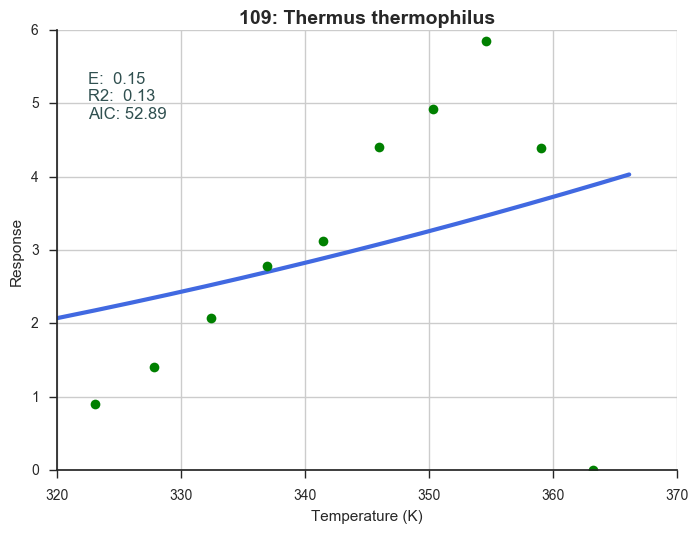 109: Thermus thermophilus
E:  0.15
R2:  0.13
AIC: 52.89
Response
6
5
4
3
2
1
0
320 330 340 350 360 370
Temperature (K)